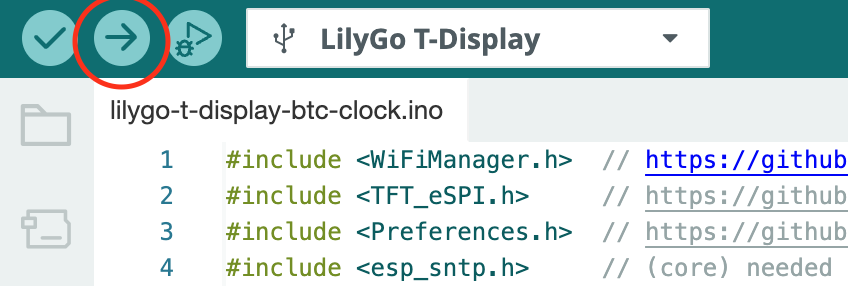 LilyGo T-Display
lilygo-t-display-btc-clock.ino
1 #include <WiFiManager.h> // https://github
2 #include <TFT_eSPI.h> // https://github
3 #include <Preferences.h> // https://github
4 #include <esp_sntp.h> // (core) needed